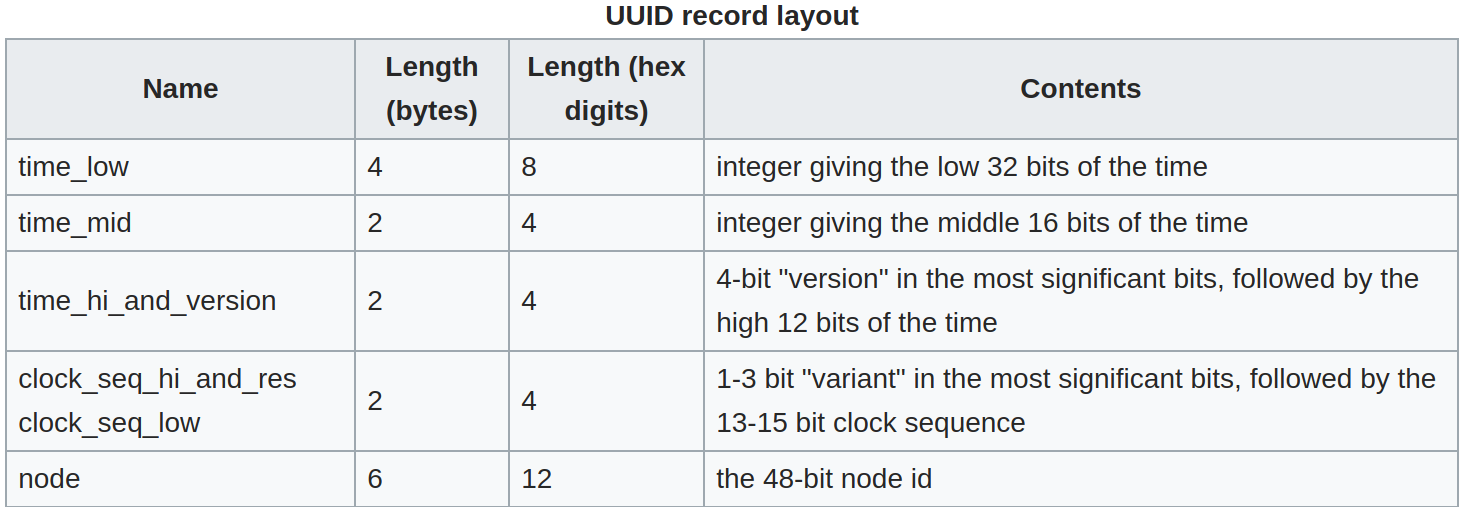 UUID record layout
Name Length (bytes) Length (hex digits) Contents
time_low 4 8 integer giving the low 32 bits of the time
time_mid 2 4 integer giving the middle 16 bits of the time
time_hi_and_version 2 4 4-bit "version" in the most significant bits, followed by the
high 12 bits of the time
clock_seq_hi_and_res
clock_seq_low 2 4 1-3 bit "variant" in the most significant bits, followed by the
13-15 bit clock sequence
node 6 12 the 48-bit node id